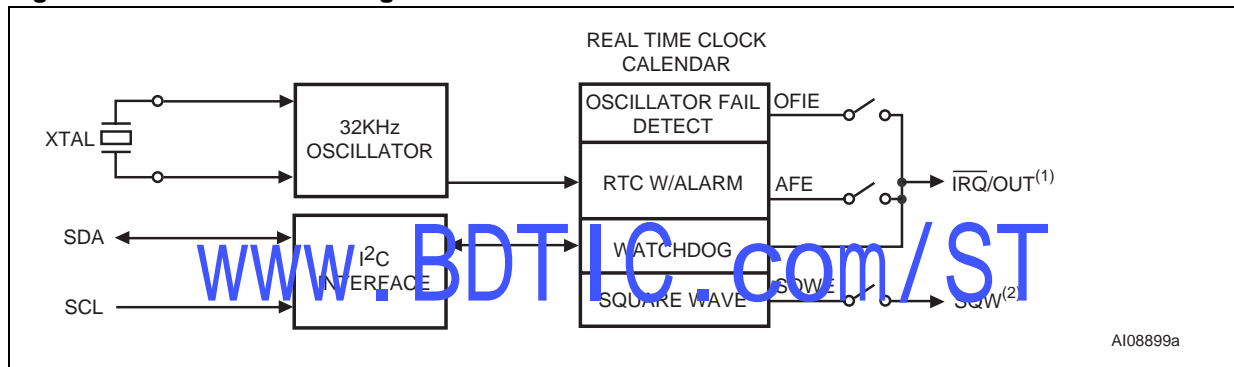 REAL TIME CLOCK
CALENDAR
OSCILLATOR FAIL
DETECT
OFIE
XTAL
32KHz
OSCILLATOR
RTC W/ALARM
AFE
IRQ/OUT(1)
SDA
I2C
INTERFACE
WATCHDOG
SCL
SQUARE WAVE
SQWE
SQW(2)
www.BDTIC.com/ST
AI08899a